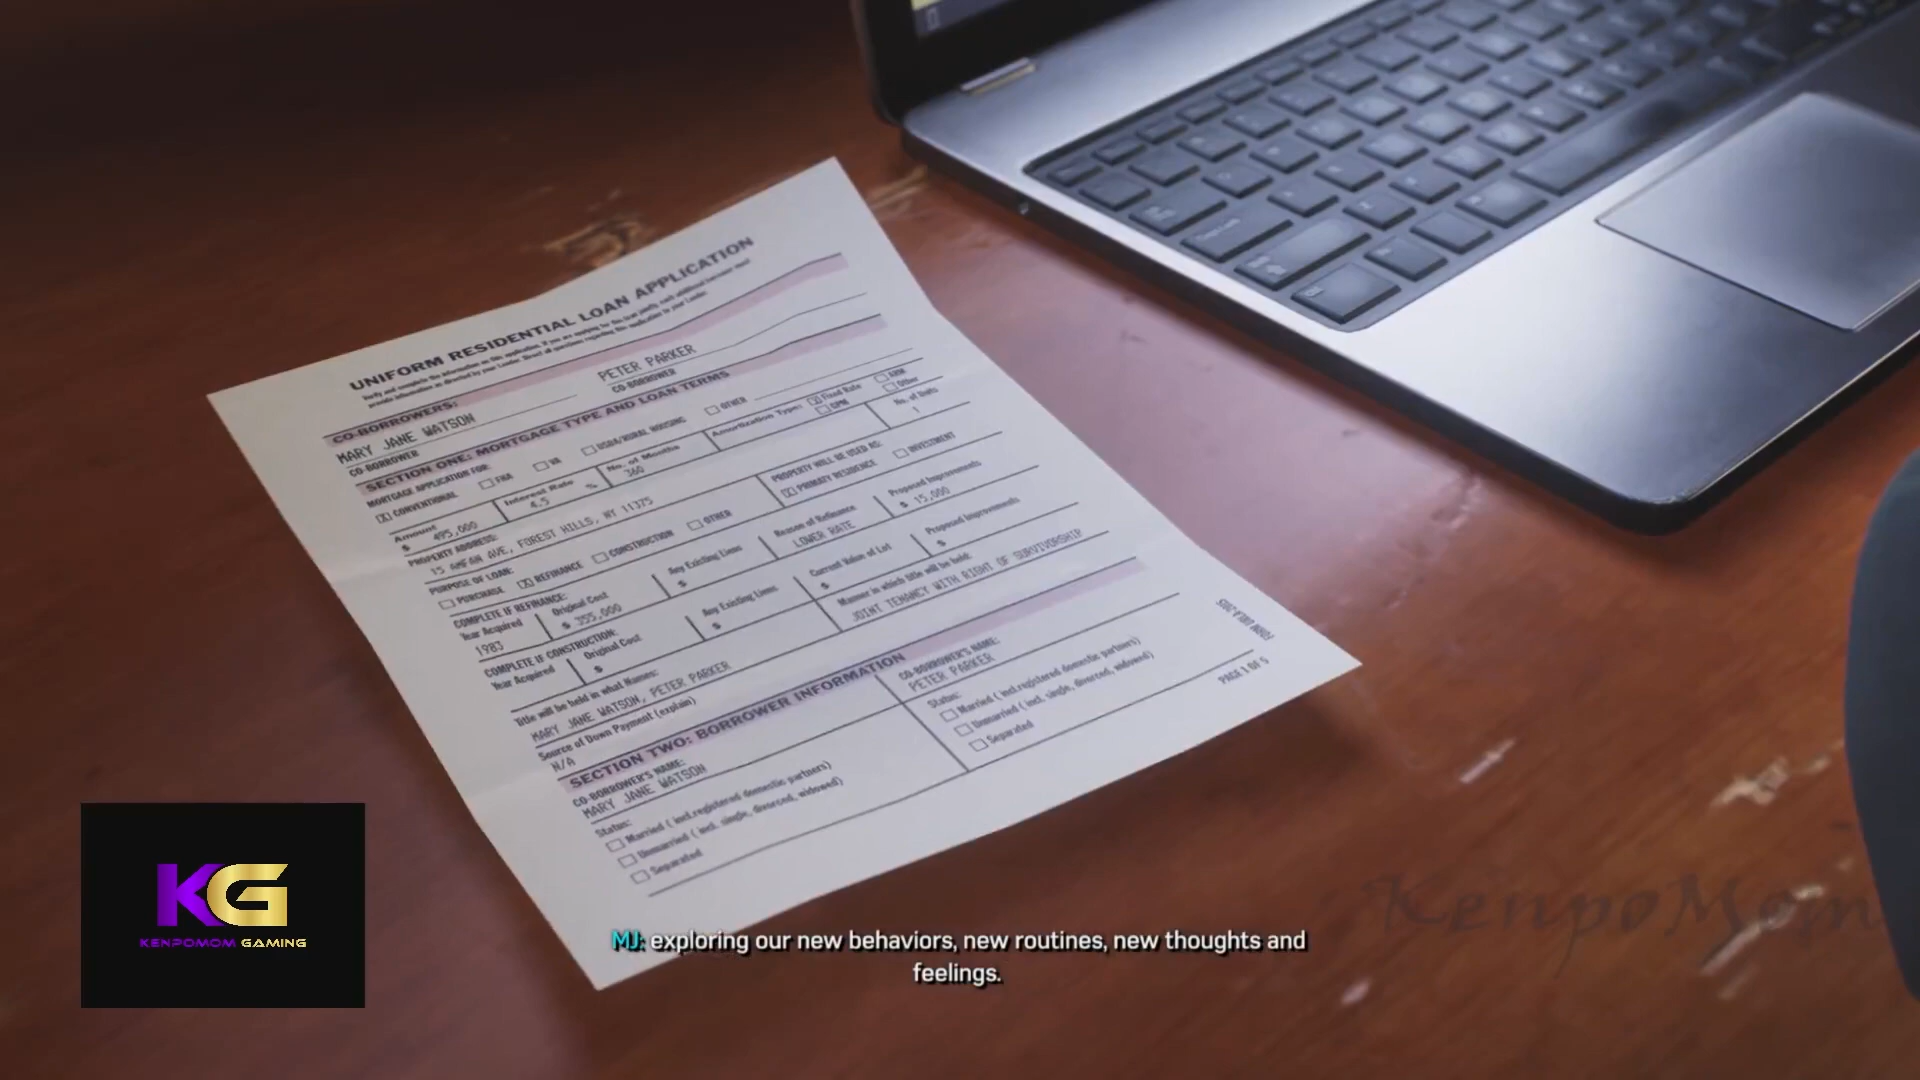 UNIFORM RESIDENTIAL LOAN APPLICATION
CO-BORROWERS:
MARY JANE WATSON
CO-BORROWER
PETER PARKER
CO-BORROWER
SECTION ONE: MORTGAGE TYPE AND LOAN TERMS
MORTGAGE APPLICATION FOR:
[X] CONVENTIONAL □ FHA □ VA □ USDA/RURAL HOUSING □ OTHER
Amount
$ 495,000
Interest Rate
4.5 %
No. of Months
360
Amortization Type: [X] Fixed Rate □ GPM □ ARM □ Other
No. of Units
1
PROPERTY ADDRESS:
FOREST HILLS, NY 11375
PROPERTY WILL BE USED AS:
[X] PRIMARY RESIDENCE □ INVESTMENT
PURPOSE OF LOAN:
□ PURCHASE [X] REFINANCE □ CONSTRUCTION □ OTHER
COMPLETE IF REFINANCE:
Year Acquired
1983
Original Cost
$ 355,000
Any Existing Liens
$
Reason of Refinance
LOWER RATE
Proposed Improvements
$ 15,000
COMPLETE IF CONSTRUCTION:
Year Acquired
Original Cost
$
Any Existing Liens
$
Current Value of Lot
$
Proposed Improvements
$
Title will be held in what Names:
MARY JANE WATSON, PETER PARKER
Manner in which title will be held:
JOINT TENANCY WITH RIGHT OF SURVIVORSHIP
Source of Down Payment (explain)
N/A
SECTION TWO: BORROWER INFORMATION
CO-BORROWER'S NAME:
MARY JANE WATSON
Status:
□ Married ( incl.registered domestic partners)
□ Unmarried ( incl. single, divorced, widowed)
□ Separated
CO-BORROWER'S NAME:
PETER PARKER
Status:
□ Married ( incl.registered domestic partners)
□ Unmarried ( incl. single, divorced, widowed)
□ Separated
PAGE 1 OF 5
KG
KENPOMOM GAMING
KenpoMom
MJ: exploring our new behaviors, new routines, new thoughts and
feelings.